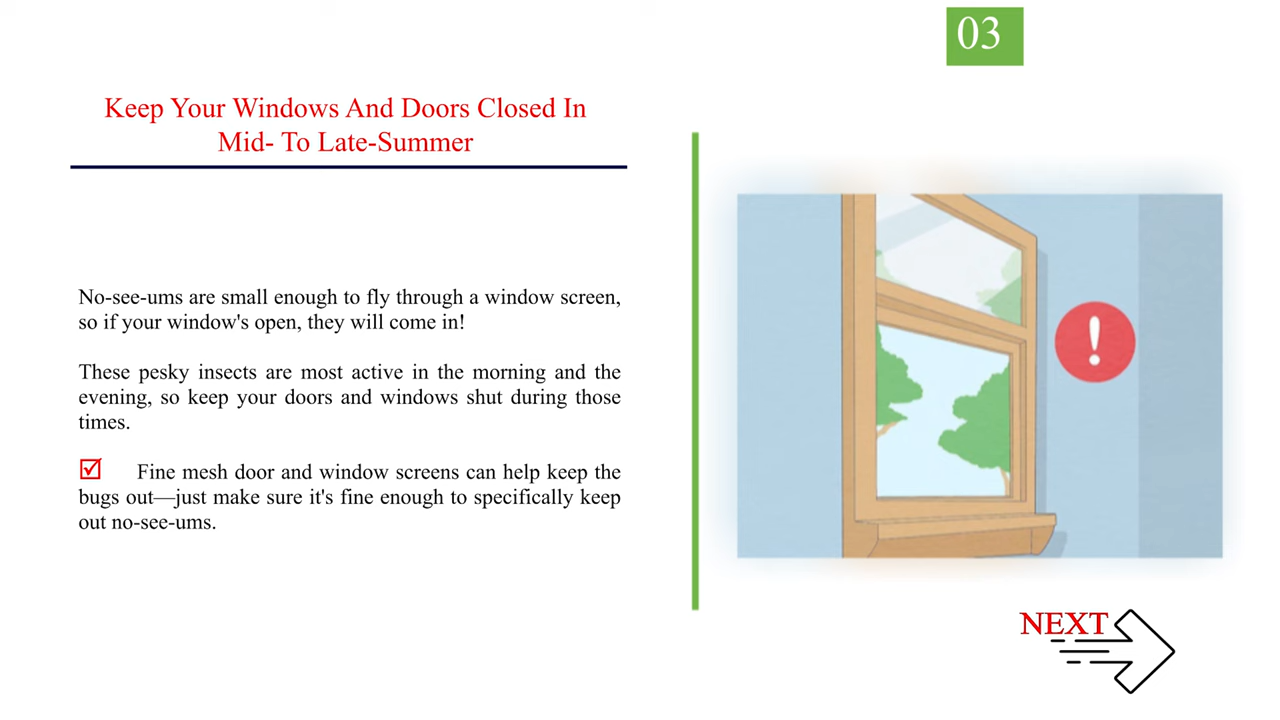 03
Keep Your Windows And Doors Closed In
Mid- To Late-Summer
No-see-ums are small enough to fly through a window screen,
so if your window's open, they will come in!
These pesky insects are most active in the morning and the
evening, so keep your doors and windows shut during those
times.
☑ Fine mesh door and window screens can help keep the
bugs out—just make sure it's fine enough to specifically keep
out no-see-ums.
!
NEXT